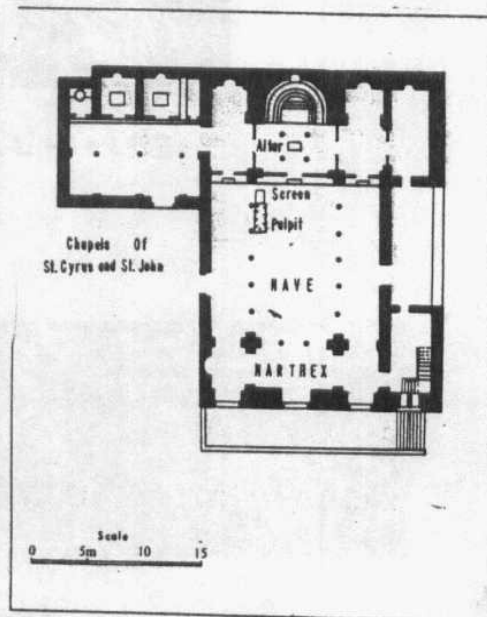 Altar
Screen
Pulpit
Chapels Of
St. Cyrus and St. John
NAVE
NARTREX
Scale
0 5m 10 15